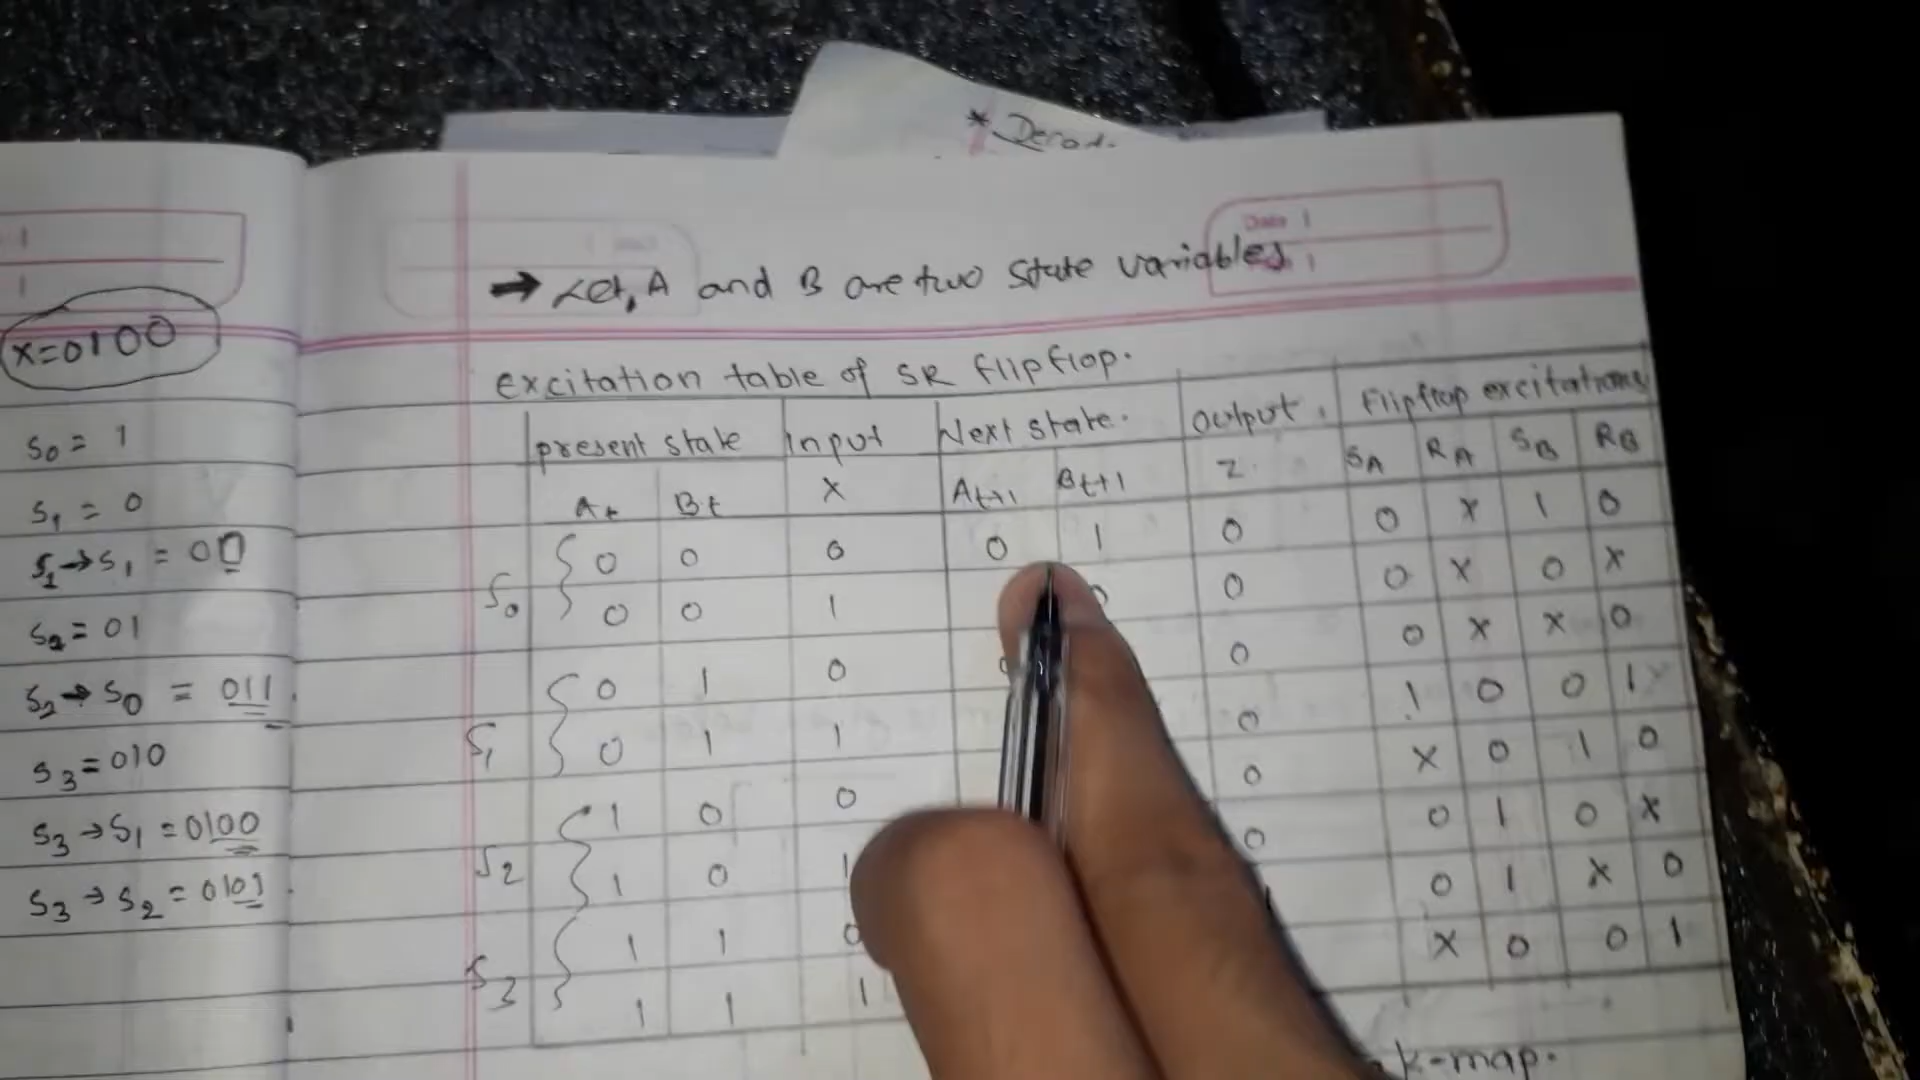 * Decod.
Date 1
1
→ Let, A and B are two state variables
x=0100
S0 = 1
S1 = 0
S1→S1 = 00
S2 = 01
S2→S0 = 011
S3 = 010
S3→S1 = 0100
S3→S2 = 0101
excitation table of SR flipflop.
present state Input Next state. output. Flipflop excitations
At Bt X At+1 Bt+1 Z SA RA SB RB
S0 0 0 0 0 1 0 0 X 1 0
0 0 1 0 0 0 X 0 X
S1 0 1 0 0 0 0 X X 0
0 1 1 0 1 0 0 1
S2 1 0 0 0 X 0 1 0
1 0 1 0 0 1 0 X
S3 1 1 0 1 0 1 X 0
1 1 1 X 0 0 1
k-map.